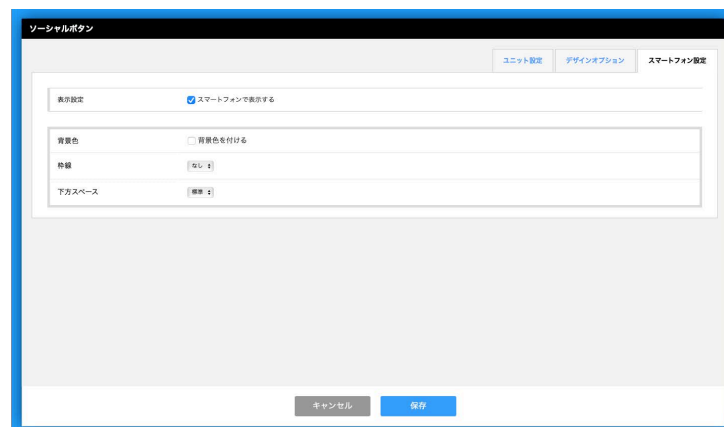 ソーシャルボタン
ユニット設定 デザインオプション スマートフォン設定
表示設定 スマートフォンで表示する
背景色 背景色を付ける
枠線 なし
下方スペース 標準
キャンセル 保存